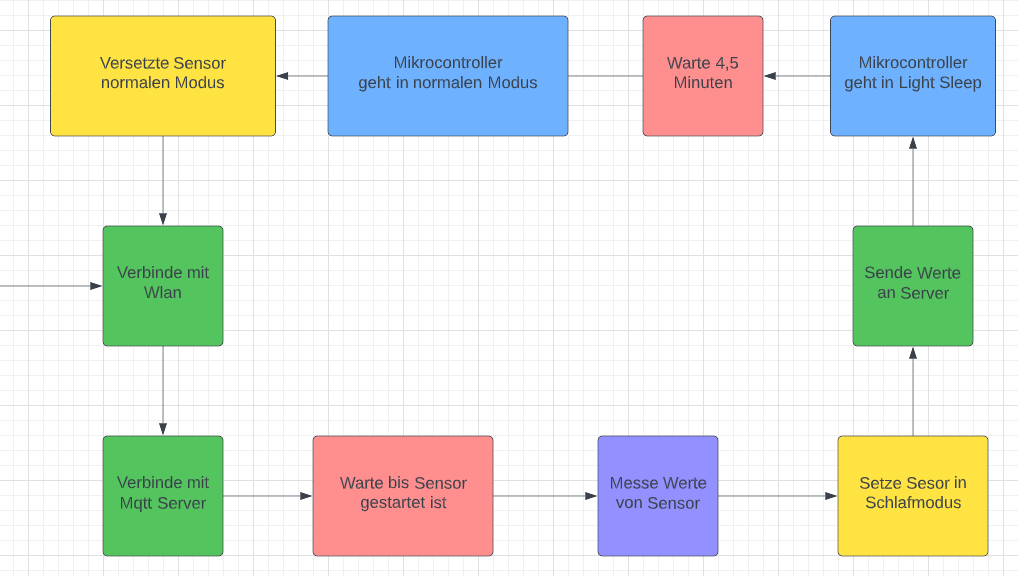 Versetzte Sensor
normalen Modus
Mikrocontroller
geht in normalen Modus
Warte 4,5
Minuten
Mikrocontroller
geht in Light Sleep
Verbinde mit
Wlan
Sende Werte
an Server
Verbinde mit
Mqtt Server
Warte bis Sensor
gestartet ist
Messe Werte
von Sensor
Setze Sesor in
Schlafmodus